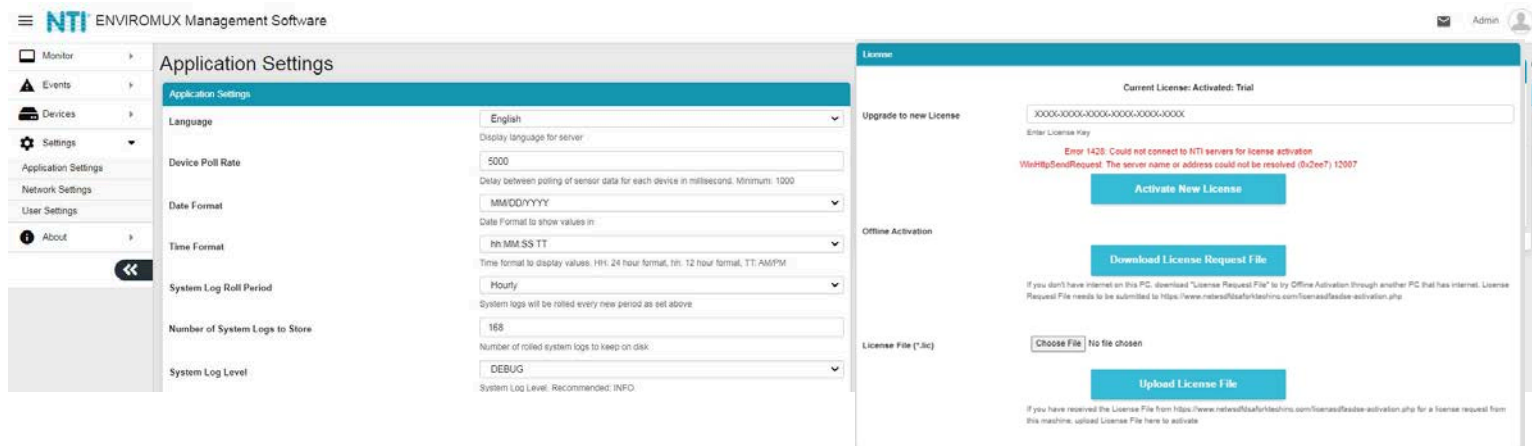 NTI ENVIROMUX Management Software
Admin
Monitor
Events
Devices
Settings
Application Settings
Network Settings
User Settings
About
Application Settings
Application Settings
Language
English
Display language for server
Device Poll Rate
5000
Delay between polling of sensor data for each device in millisecond. Minimum: 1000
Date Format
MM/DD/YYYY
Date Format to show values in
Time Format
hh:MM:SS TT
Time format to display values. HH: 24 hour format, hh: 12 hour format, TT: AM/PM
System Log Roll Period
Hourly
System logs will be rolled every new period as set above
Number of System Logs to Store
168
Number of rolled system logs to keep on disk
System Log Level
DEBUG
System Log Level. Recommended: INFO
License
Current License: Activated: Trial
Upgrade to new License
XXXX-XXXX-XXXX-XXXX-XXXX-XXXX
Enter License Key
Error 1428: Could not connect to NTI servers for license activation
WinHttpSendRequest: The server name or address could not be resolved (0x2ee7) 12007
Activate New License
Offline Activation
Download License Request File
If you don't have internet on this PC, download "License Request File" to try Offline Activation through another PC that has internet. License
Request File needs to be submitted to
License File (*.lic)
Choose File No file chosen
Upload License File
If you have received the License File from for a license request from
this machine, upload License File here to activate